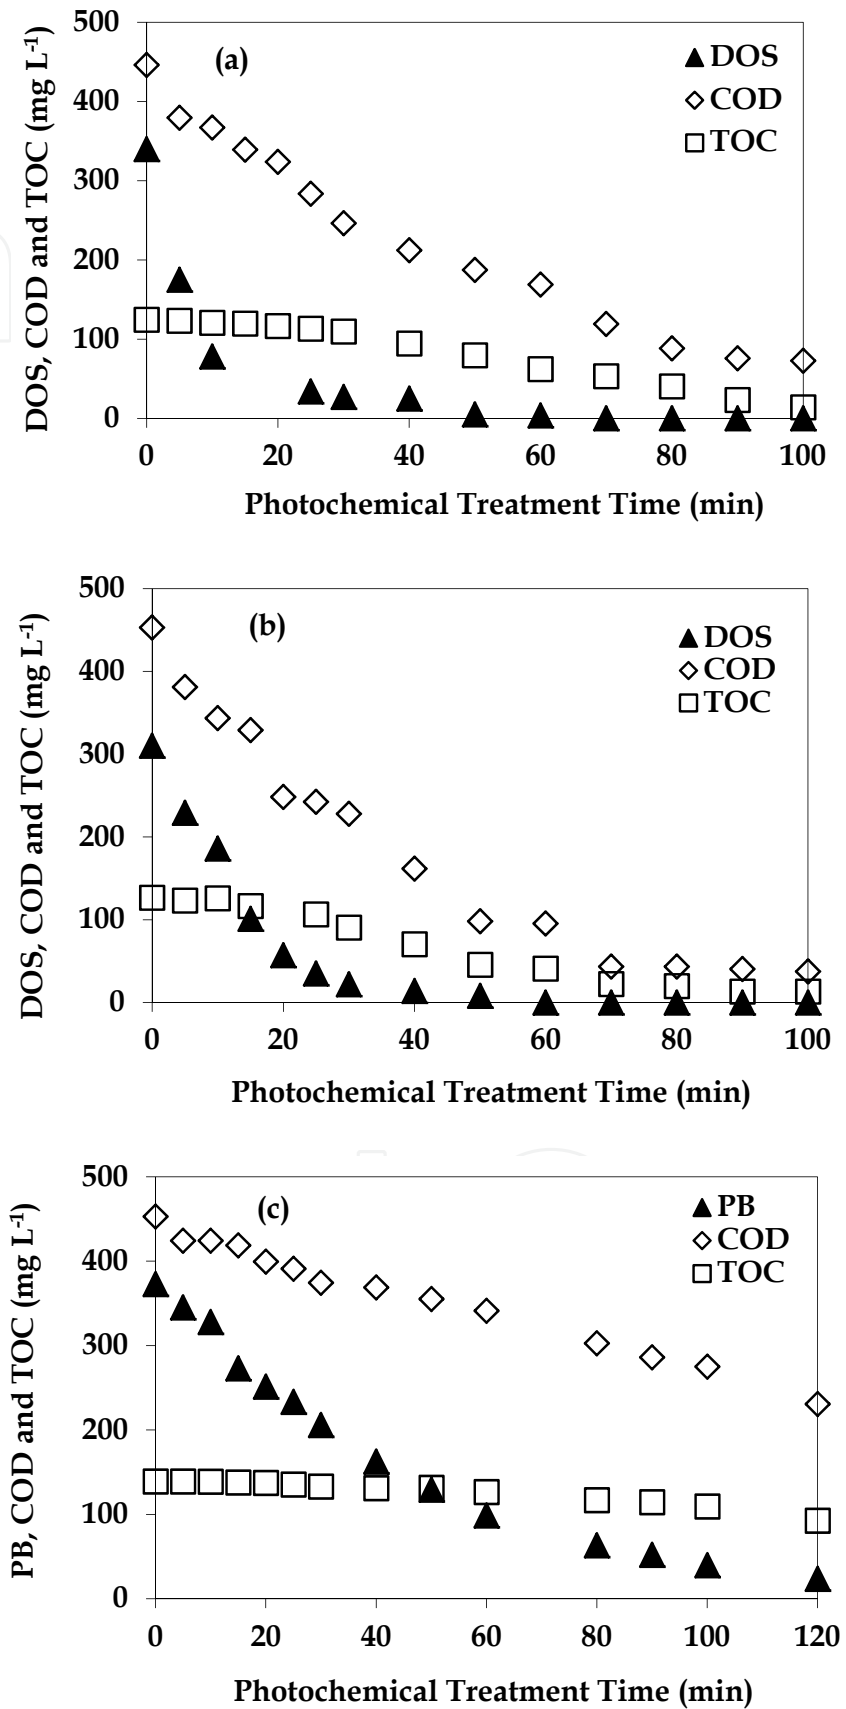 500
400
300
200
100
0
DOS, COD and TOC (mg L-1)
(a)
DOS
COD
TOC
0 20 40 60 80 100
Photochemical Treatment Time (min)
500
400
300
200
100
0
DOS, COD and TOC (mg L-1)
(b)
DOS
COD
TOC
0 20 40 60 80 100
Photochemical Treatment Time (min)
500
400
300
200
100
0
PB, COD and TOC (mg L-1)
(c)
PB
COD
TOC
0 20 40 60 80 100 120
Photochemical Treatment Time (min)